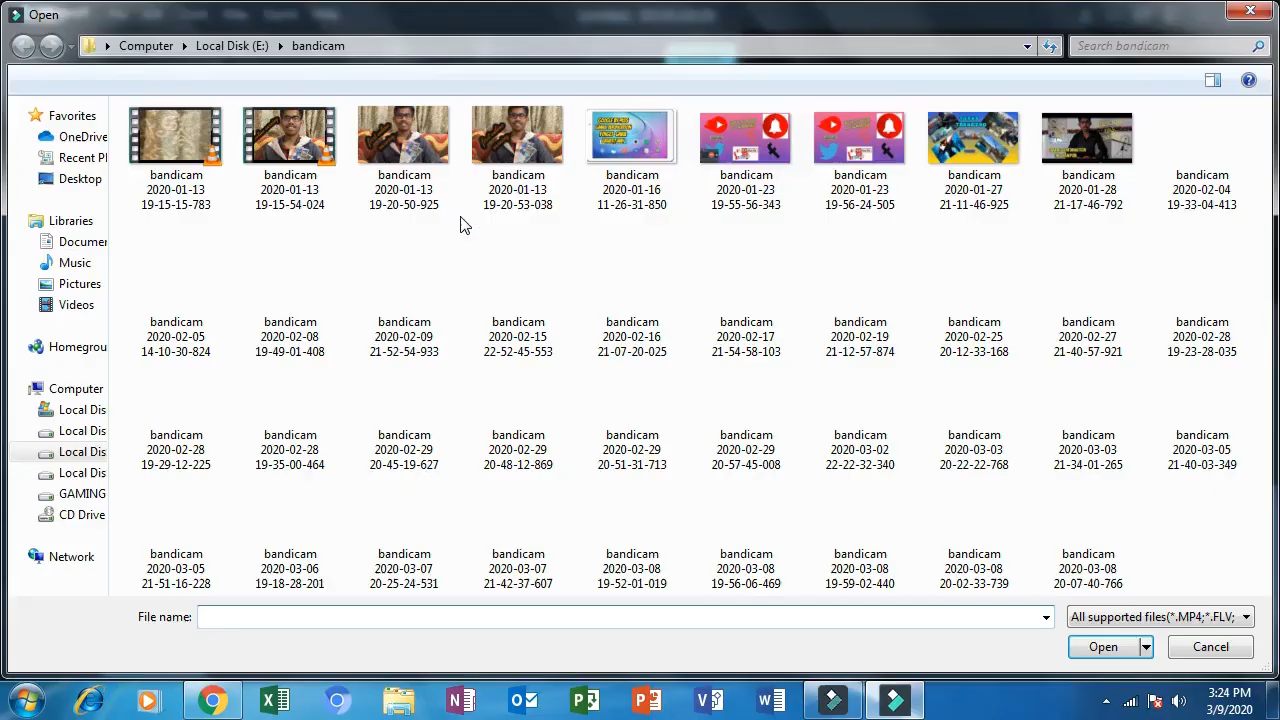 Open
Computer
Local Disk (E:)
bandicam
Search bandicam
Favorites
OneDrive
Recent Pl
Desktop
Libraries
Documen
Music
Pictures
Videos
Homegrou
Computer
Local Dis
Local Dis
Local Dis
Local Dis
GAMING
CD Drive
Network
bandicam
2020-01-13
19-15-15-783
bandicam
2020-01-13
19-15-54-024
bandicam
2020-01-13
19-20-50-925
bandicam
2020-01-13
19-20-53-038
bandicam
2020-01-16
11-26-31-850
bandicam
2020-01-23
19-55-56-343
bandicam
2020-01-23
19-56-24-505
bandicam
2020-01-27
21-11-46-925
bandicam
2020-01-28
21-17-46-792
bandicam
2020-02-04
19-33-04-413
bandicam
2020-02-05
14-10-30-824
bandicam
2020-02-08
19-49-01-408
bandicam
2020-02-09
21-52-54-933
bandicam
2020-02-15
22-52-45-553
bandicam
2020-02-16
21-07-20-025
bandicam
2020-02-17
21-54-58-103
bandicam
2020-02-19
21-12-57-874
bandicam
2020-02-25
20-12-33-168
bandicam
2020-02-27
21-40-57-921
bandicam
2020-02-28
19-23-28-035
bandicam
2020-02-28
19-29-12-225
bandicam
2020-02-28
19-35-00-464
bandicam
2020-02-29
20-45-19-627
bandicam
2020-02-29
20-48-12-869
bandicam
2020-02-29
20-51-31-713
bandicam
2020-02-29
20-57-45-008
bandicam
2020-03-02
22-22-32-340
bandicam
2020-03-03
20-22-22-768
bandicam
2020-03-03
21-34-01-265
bandicam
2020-03-05
21-40-03-349
bandicam
2020-03-05
21-51-16-228
bandicam
2020-03-06
19-18-28-201
bandicam
2020-03-07
20-25-24-531
bandicam
2020-03-07
21-42-37-607
bandicam
2020-03-08
19-52-01-019
bandicam
2020-03-08
19-56-06-469
bandicam
2020-03-08
19-59-02-440
bandicam
2020-03-08
20-02-33-739
bandicam
2020-03-08
20-07-40-766
File name:
All supported files(*.MP4;*.FLV;
Open
Cancel
3:24 PM
3/9/2020